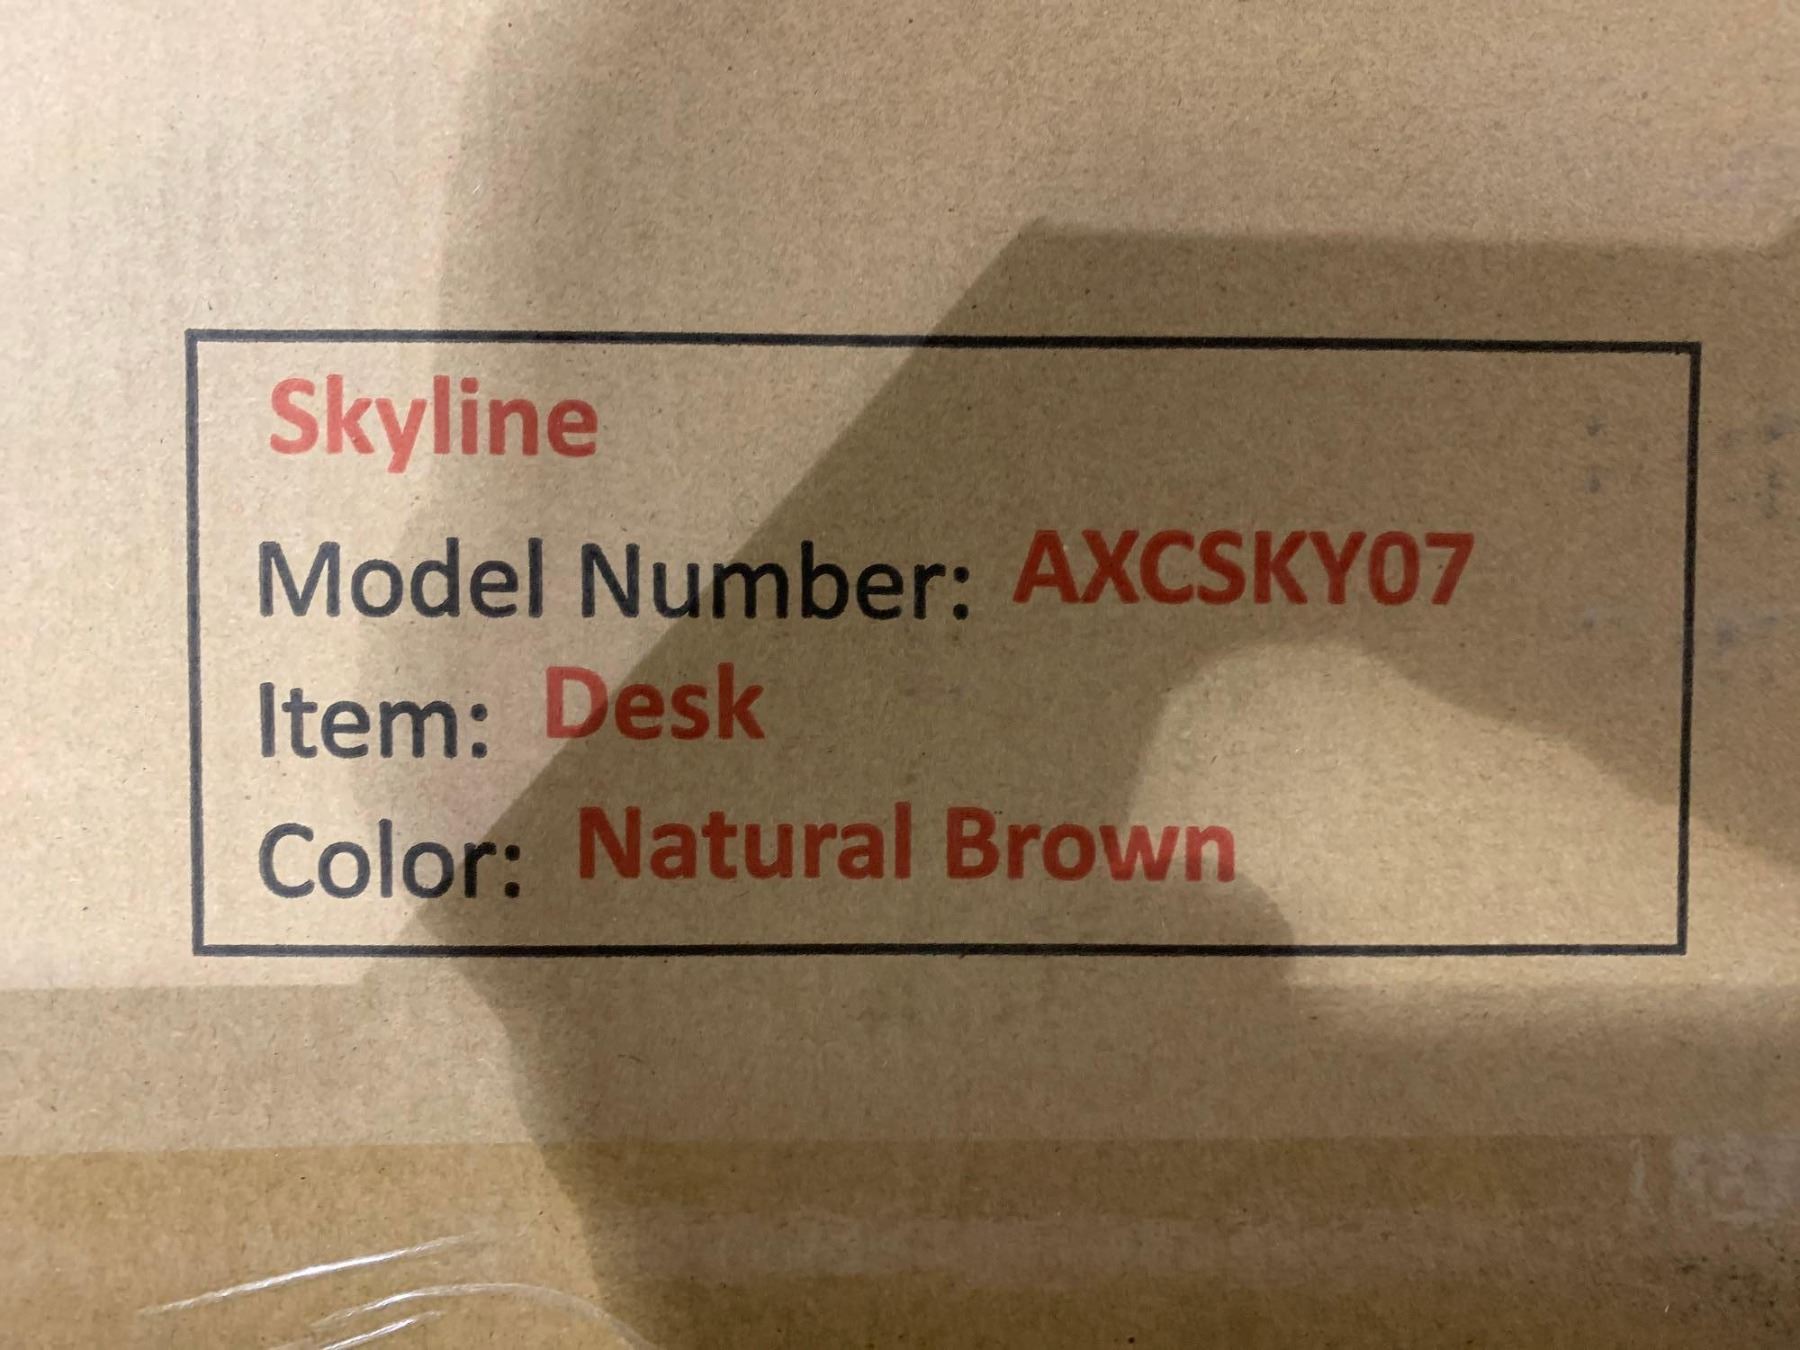 Skyline
Model Number: AXCSKY07
Item: Desk
Color: Natural Brown